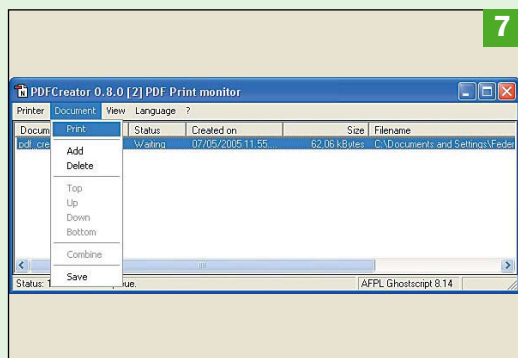 7
PDFCreator 0.8.0 [2] PDF Print monitor
Printer Document View Language ?
Docum Print Status Created on Size Filename
pdf_cre Waiting 07/05/2005 11.55.... 62,06 kBytes C:\Documents and Settings\Feder
Add
Delete
Top
Up
Down
Bottom
Combine
Save
Status: 1 ue. AFPL Ghostscript 8.14